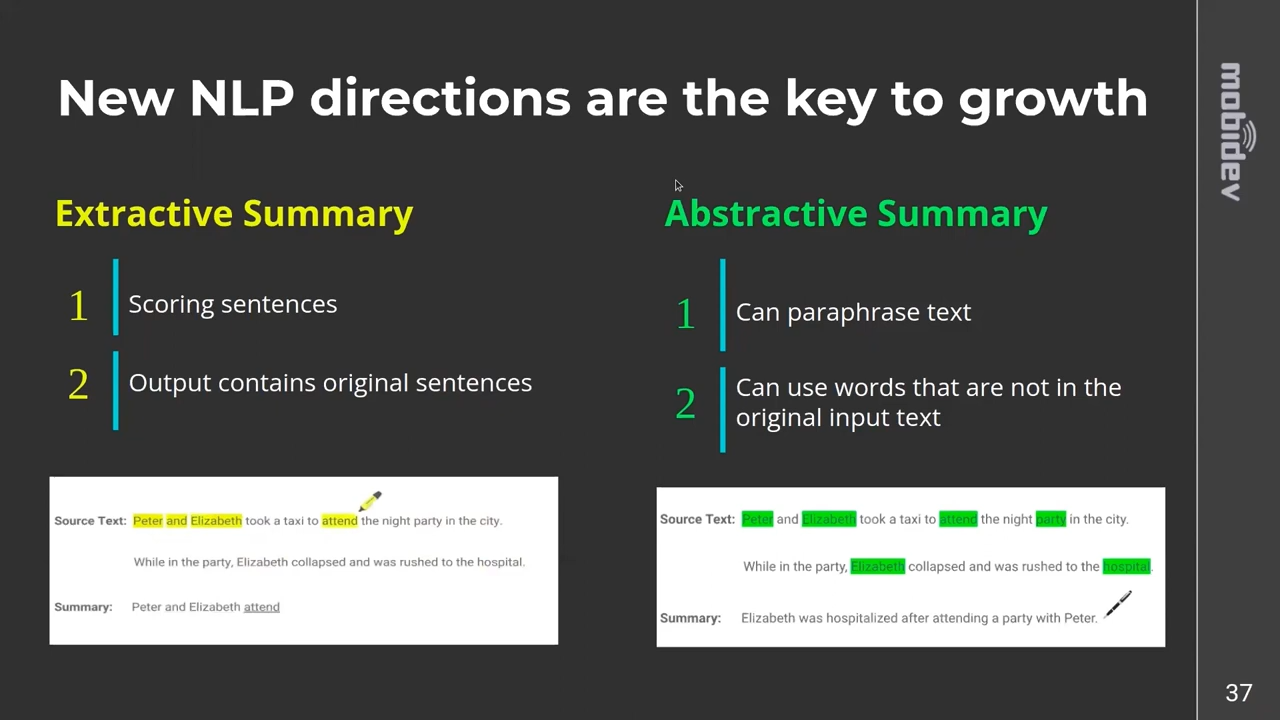 New NLP directions are the key to growth
mobidev
Extractive Summary
1
Scoring sentences
2
Output contains original sentences
Source Text: Peter and Elizabeth took a taxi to attend the night party in the city.
While in the party, Elizabeth collapsed and was rushed to the hospital.
Summary: Peter and Elizabeth attend
Abstractive Summary
1
Can paraphrase text
2
Can use words that are not in the
original input text
Source Text: Peter and Elizabeth took a taxi to attend the night party in the city.
While in the party, Elizabeth collapsed and was rushed to the hospital.
Summary: Elizabeth was hospitalized after attending a party with Peter.
37